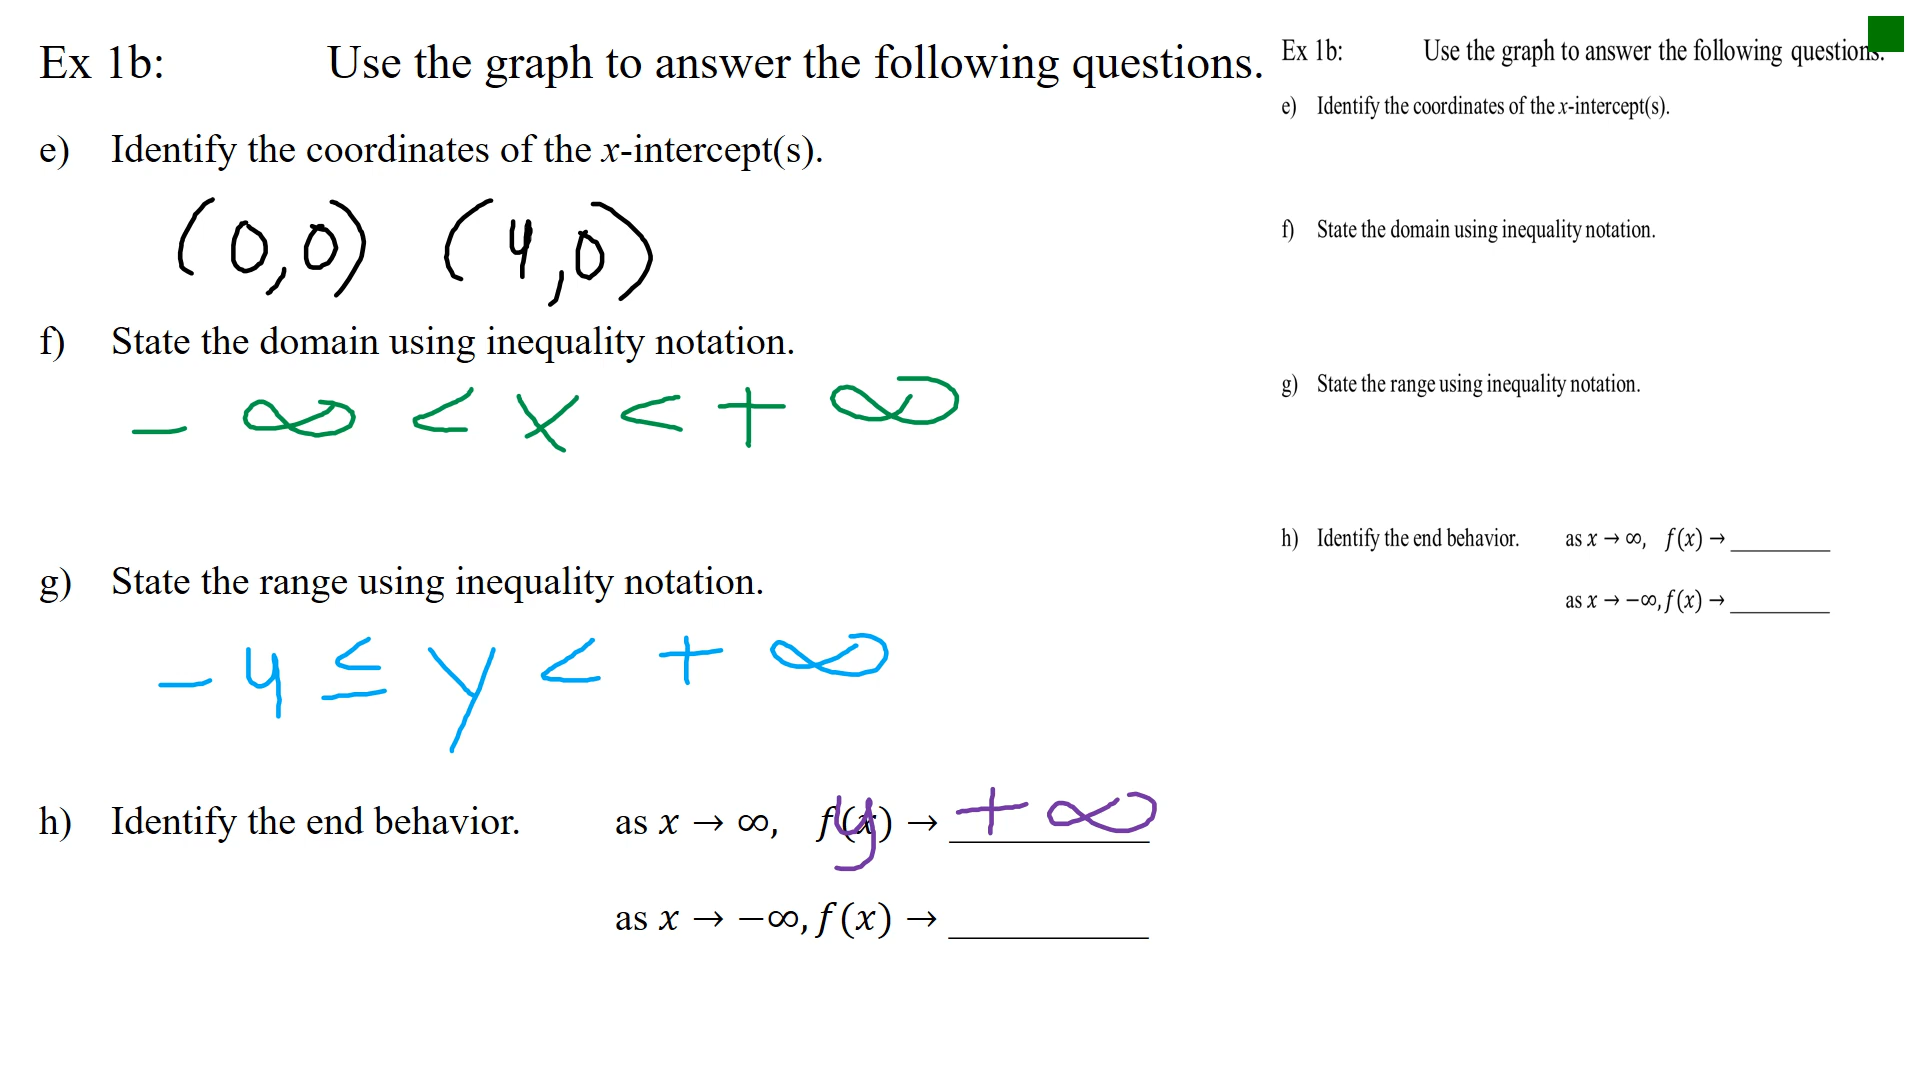 Ex 1b: Use the graph to answer the following questions.
e) Identify the coordinates of the x-intercept(s).
(0,0) (4,0)
f) State the domain using inequality notation.
- ∞ < x < + ∞
g) State the range using inequality notation.
- 4 ≤ y < + ∞
h) Identify the end behavior. as x → ∞, f(x) → + ∞
y
as x → −∞, f(x) → __________
Ex 1b: Use the graph to answer the following questions.
e) Identify the coordinates of the x-intercept(s).
f) State the domain using inequality notation.
g) State the range using inequality notation.
h) Identify the end behavior. as x → ∞, f(x) → __________
as x → −∞, f(x) → __________